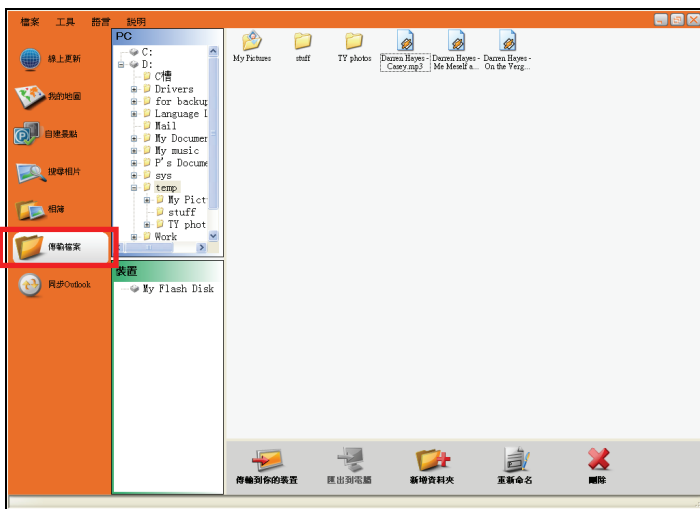 檔案 工具 語言 說明
線上更新
我的地圖
自建景點
搜尋相片
相簿
傳輸檔案
同步Outlook
PC
C:
D:
C槽
Drivers
for backup
Language L
Mail
My Documer
My music
P's Docume
sys
temp
My Pict
stuff
TY phot
Work
裝置
My Flash Disk
My Pictures stuff TY photos Darren Hayes - Darren Hayes - Darren Hayes -
Casey.mp3 Me Meself a... On the Verg...
傳輸到你的裝置 匯出到電腦 新增資料夾 重新命名 刪除